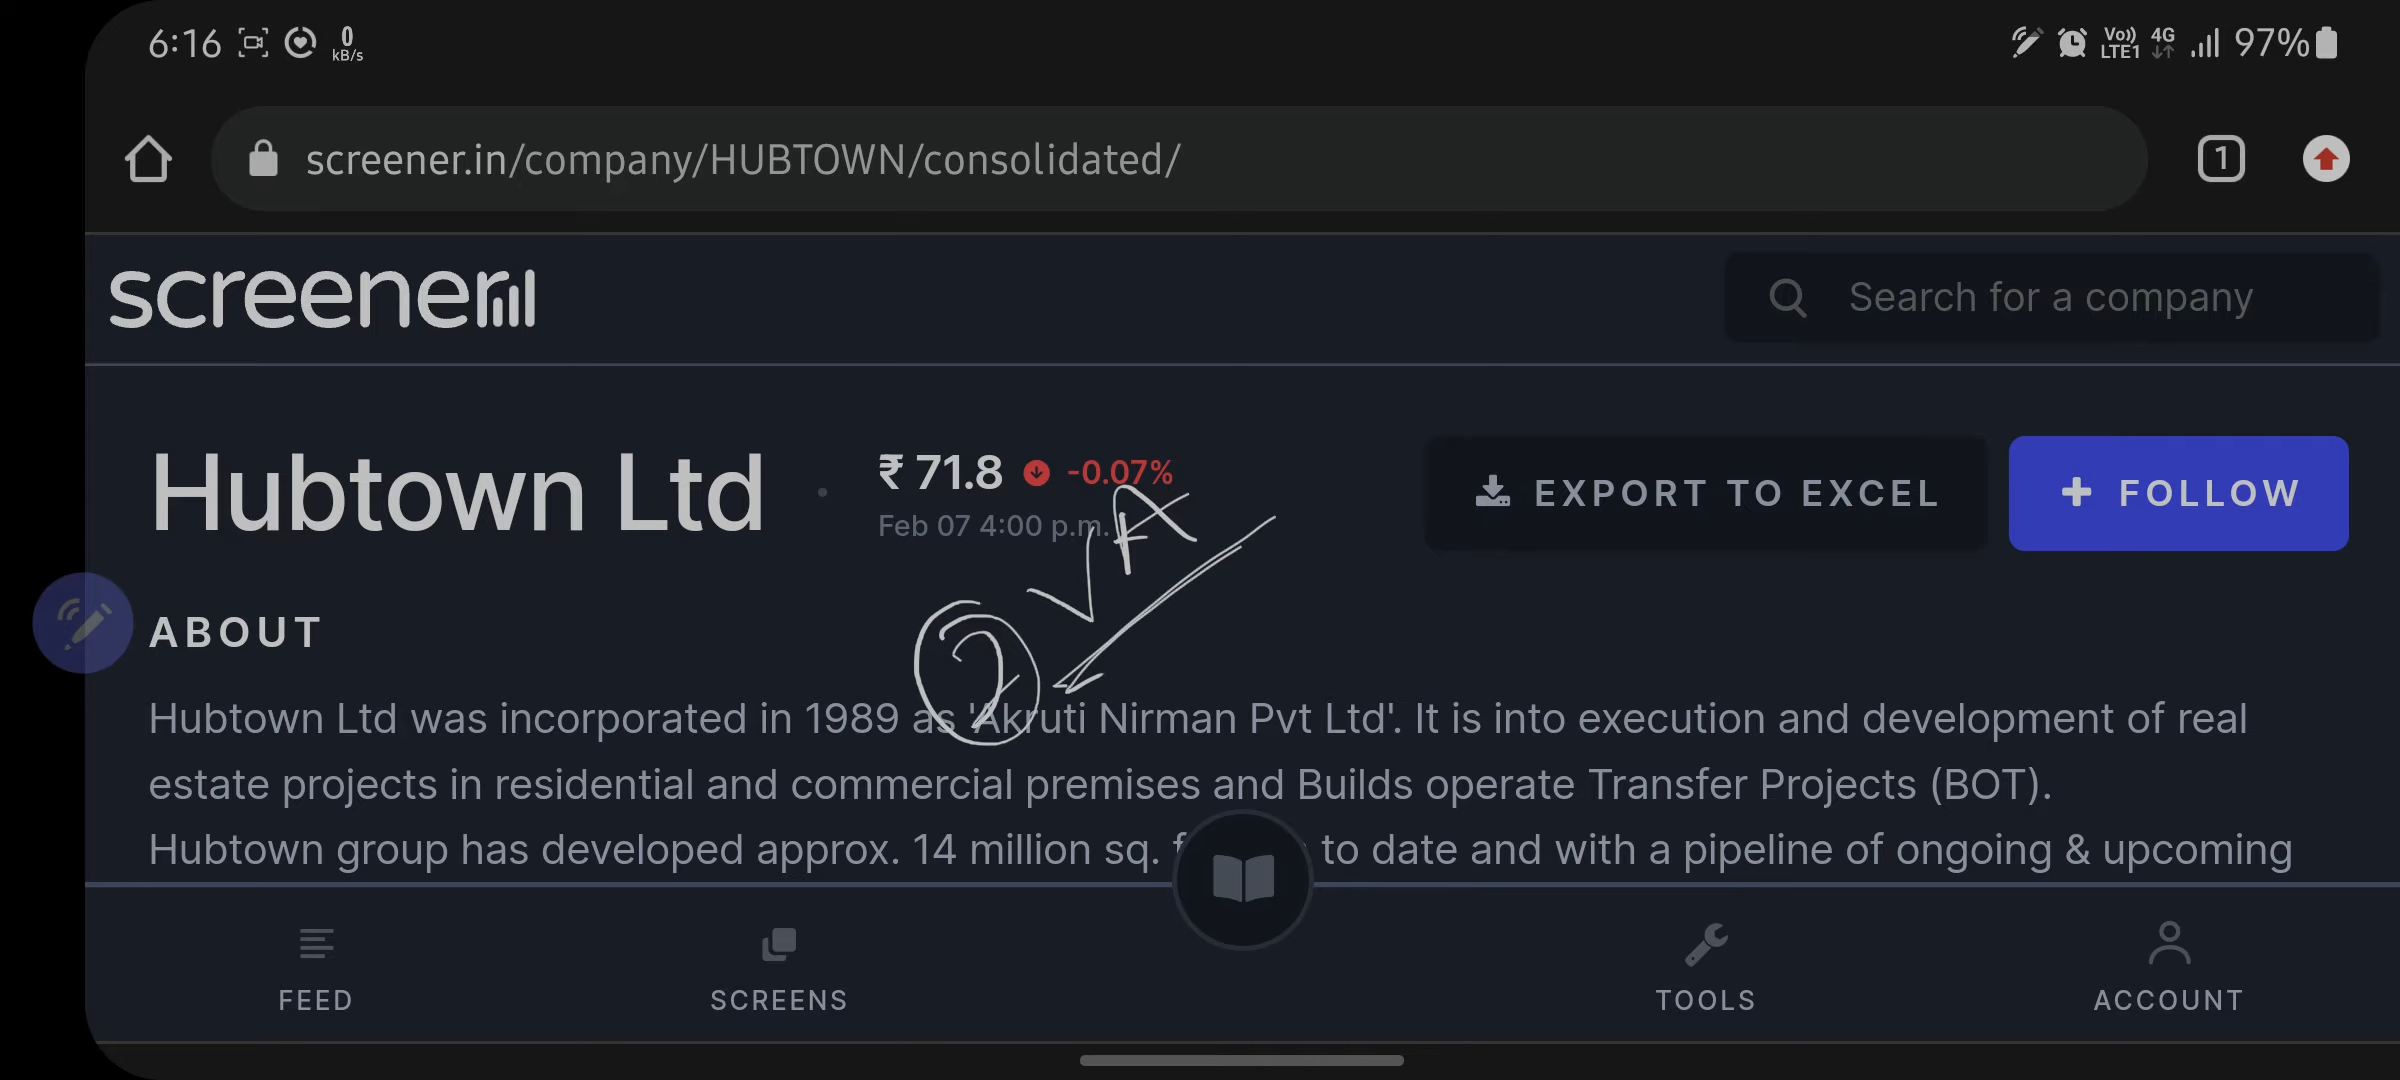 6:16 0 kB/s Vo)) LTE1 4G 97%
screener.in/company/HUBTOWN/consolidated/ 1
screener Search for a company
Hubtown Ltd · ₹ 71.8 -0.07% EXPORT TO EXCEL + FOLLOW
Feb 07 4:00 p.m.
ABOUT
Hubtown Ltd was incorporated in 1989 as 'Akruti Nirman Pvt Ltd'. It is into execution and development of real
estate projects in residential and commercial premises and Builds operate Transfer Projects (BOT).
Hubtown group has developed approx. 14 million sq. to date and with a pipeline of ongoing & upcoming
FEED SCREENS TOOLS ACCOUNT